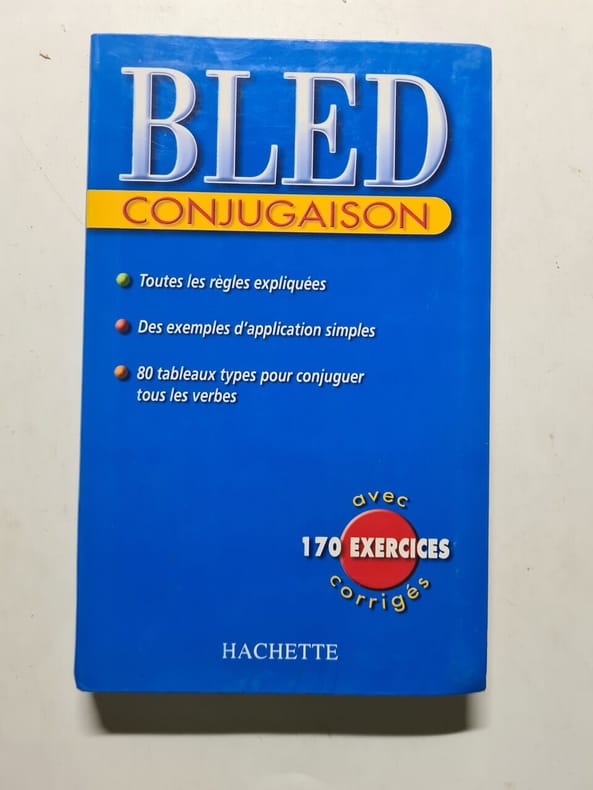 BLED
CONJUGAISON
Toutes les règles expliquées
Des exemples d'application simples
80 tableaux types pour conjuguer
tous les verbes
avec
170 EXERCICES
corrigés
HACHETTE